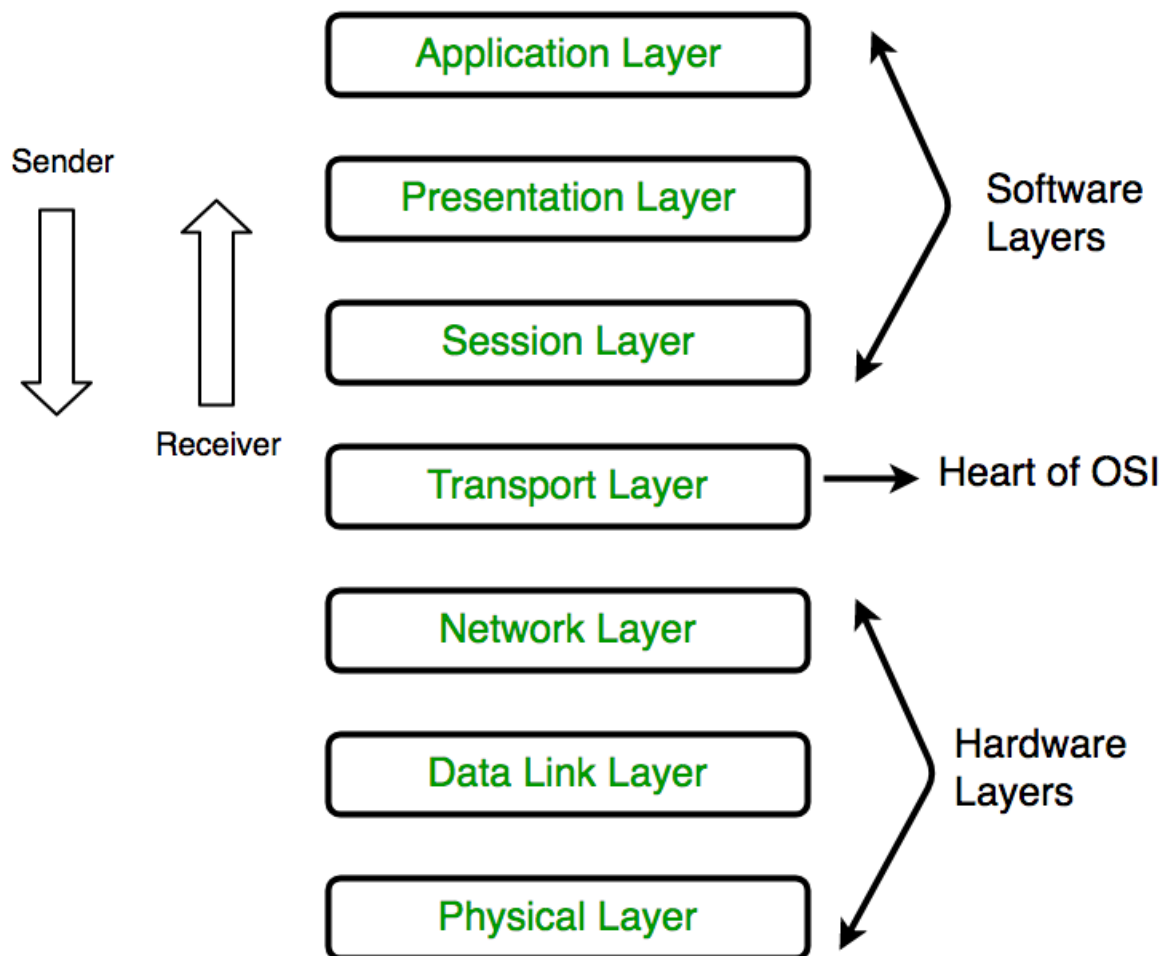 Application Layer
Sender
Presentation Layer
Software
Layers
Session Layer
Receiver
Transport Layer
Heart of OSI
Network Layer
Data Link Layer
Hardware
Layers
Physical Layer